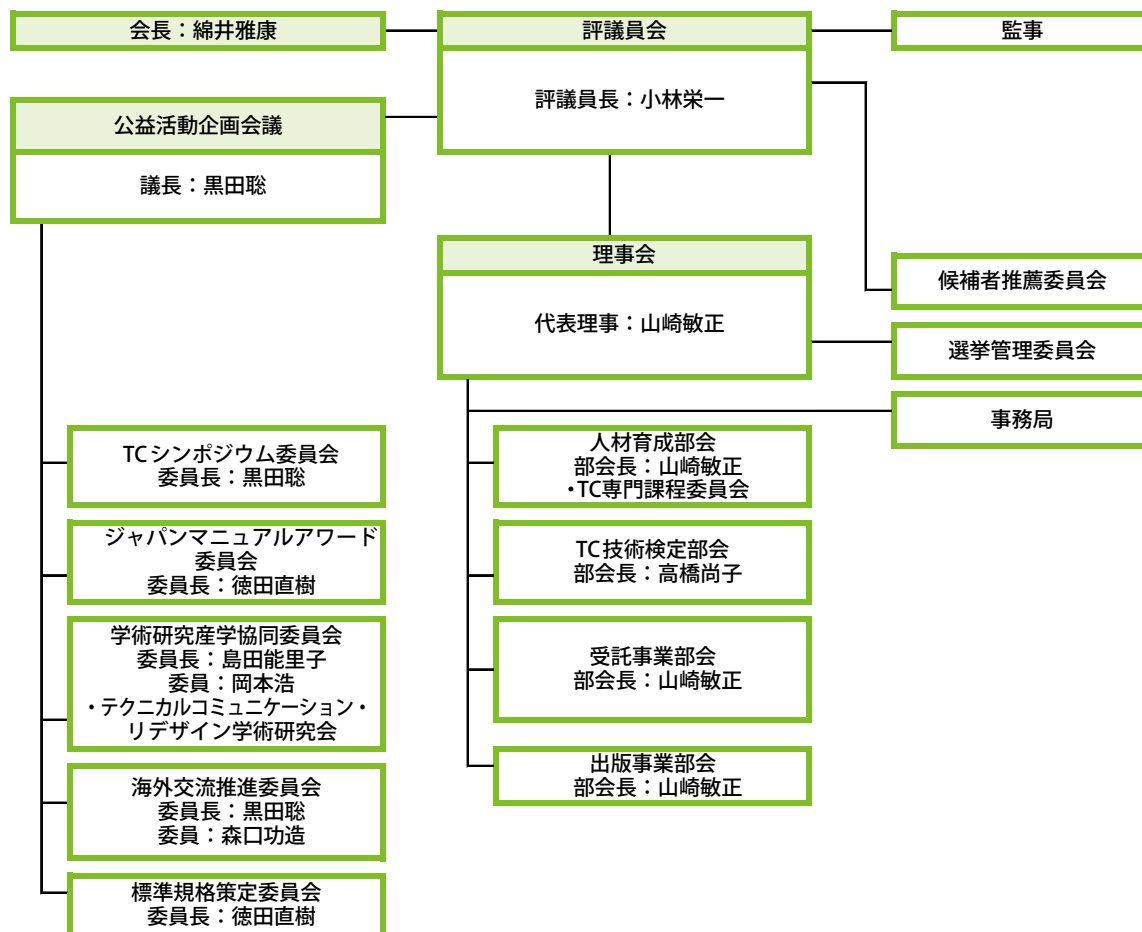 会長：綿井雅康
評議員会
評議員長：小林栄一
監事
公益活動企画会議
議長：黒田聡
理事会
代表理事：山崎敏正
候補者推薦委員会
選挙管理委員会
事務局
TCシンポジウム委員会
委員長：黒田聡
ジャパンマニュアルアワード
委員会
委員長：徳田直樹
学術研究産学協同委員会
委員長：島田能里子
委員：岡本浩
・テクニカルコミュニケーション・
リデザイン学術研究会
海外交流推進委員会
委員長：黒田聡
委員：森口功造
標準規格策定委員会
委員長：徳田直樹
人材育成部会
部会長：山崎敏正
・TC専門課程委員会
TC技術検定部会
部会長：高橋尚子
受託事業部会
部会長：山崎敏正
出版事業部会
部会長：山崎敏正